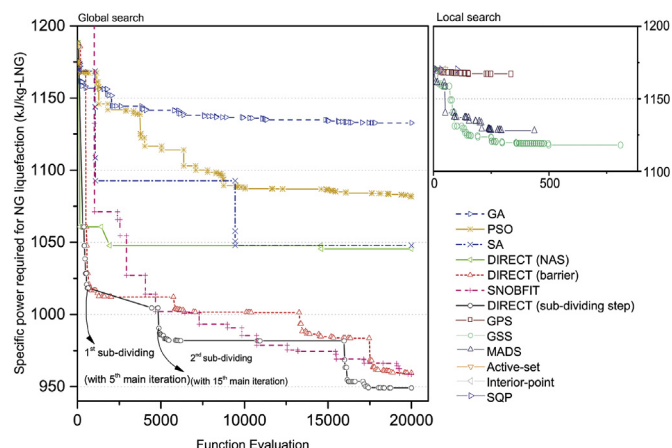 Global search
Local search
1200
1150
1100
1050
1000
950
Specific power required for NG liquefaction (kJ/kg-LNG)
0
5000
10000
15000
20000
Function Evaluation
1st sub-dividing
(with 5th main iteration)
2nd sub-dividing
(with 15th main iteration)
1200
1150
1100
0
500
GA
PSO
SA
DIRECT (NAS)
DIRECT (barrier)
SNOBFIT
DIRECT (sub-dividing step)
GPS
GSS
MADS
Active-set
Interior-point
SQP